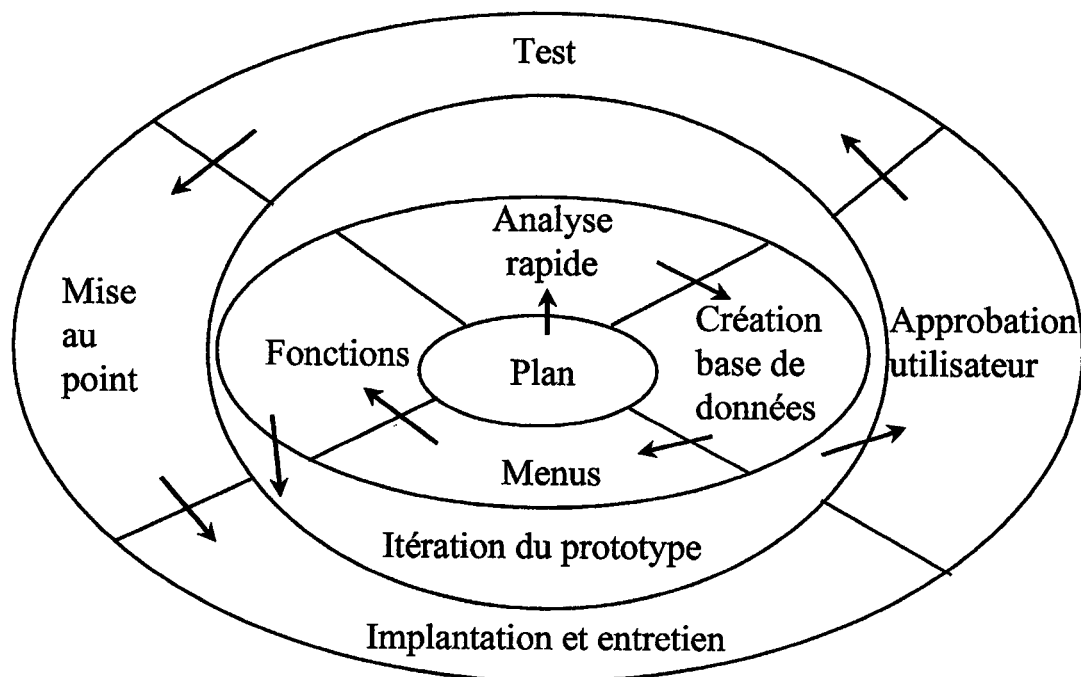 Test
Analyse
rapide
Mise
au
point
Fonctions
Plan
Création
base de
données
Approbation
utilisateur
Menus
Itération du prototype
Implantation et entretien